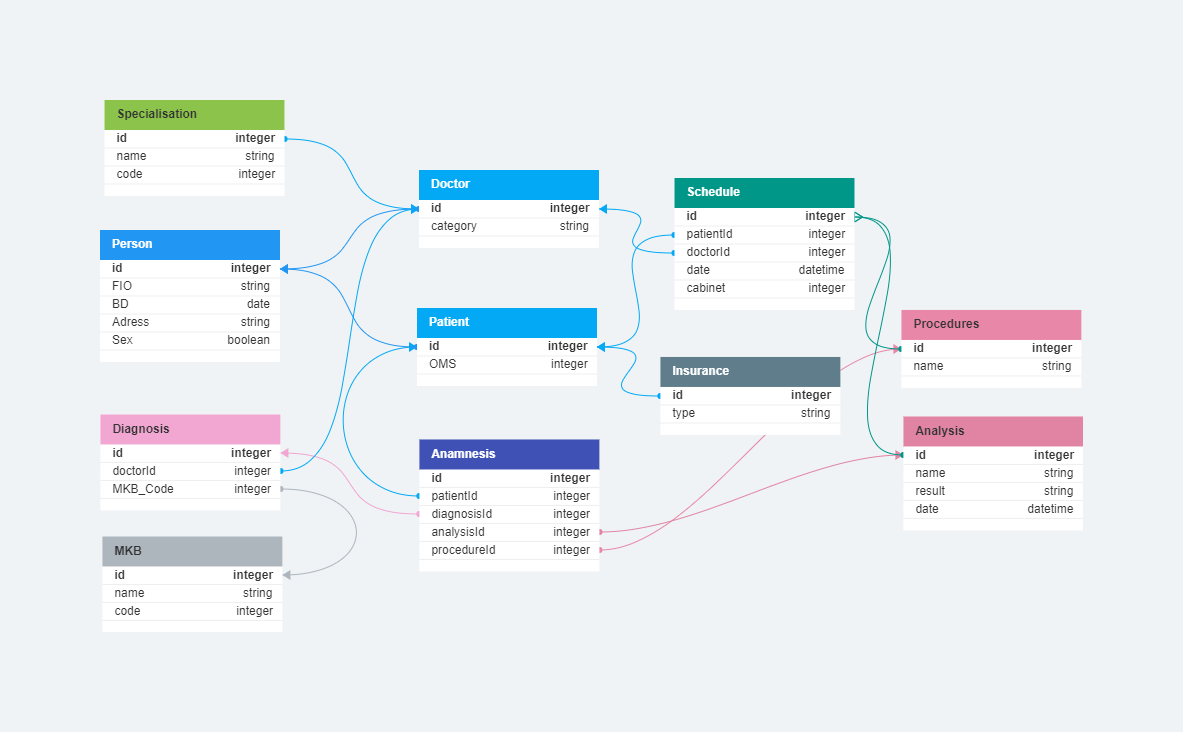 Specialisation
id integer
name string
code integer
Person
id integer
FIO string
BD date
Adress string
Sex boolean
Diagnosis
id integer
doctorId integer
MKB_Code integer
MKB
id integer
name string
code integer
Doctor
id integer
category string
Patient
id integer
OMS integer
Anamnesis
id integer
patientId integer
diagnosisId integer
analysisId integer
procedureId integer
Schedule
id integer
patientId integer
doctorId integer
date datetime
cabinet integer
Insurance
id integer
type string
Procedures
id integer
name string
Analysis
id integer
name string
result string
date datetime